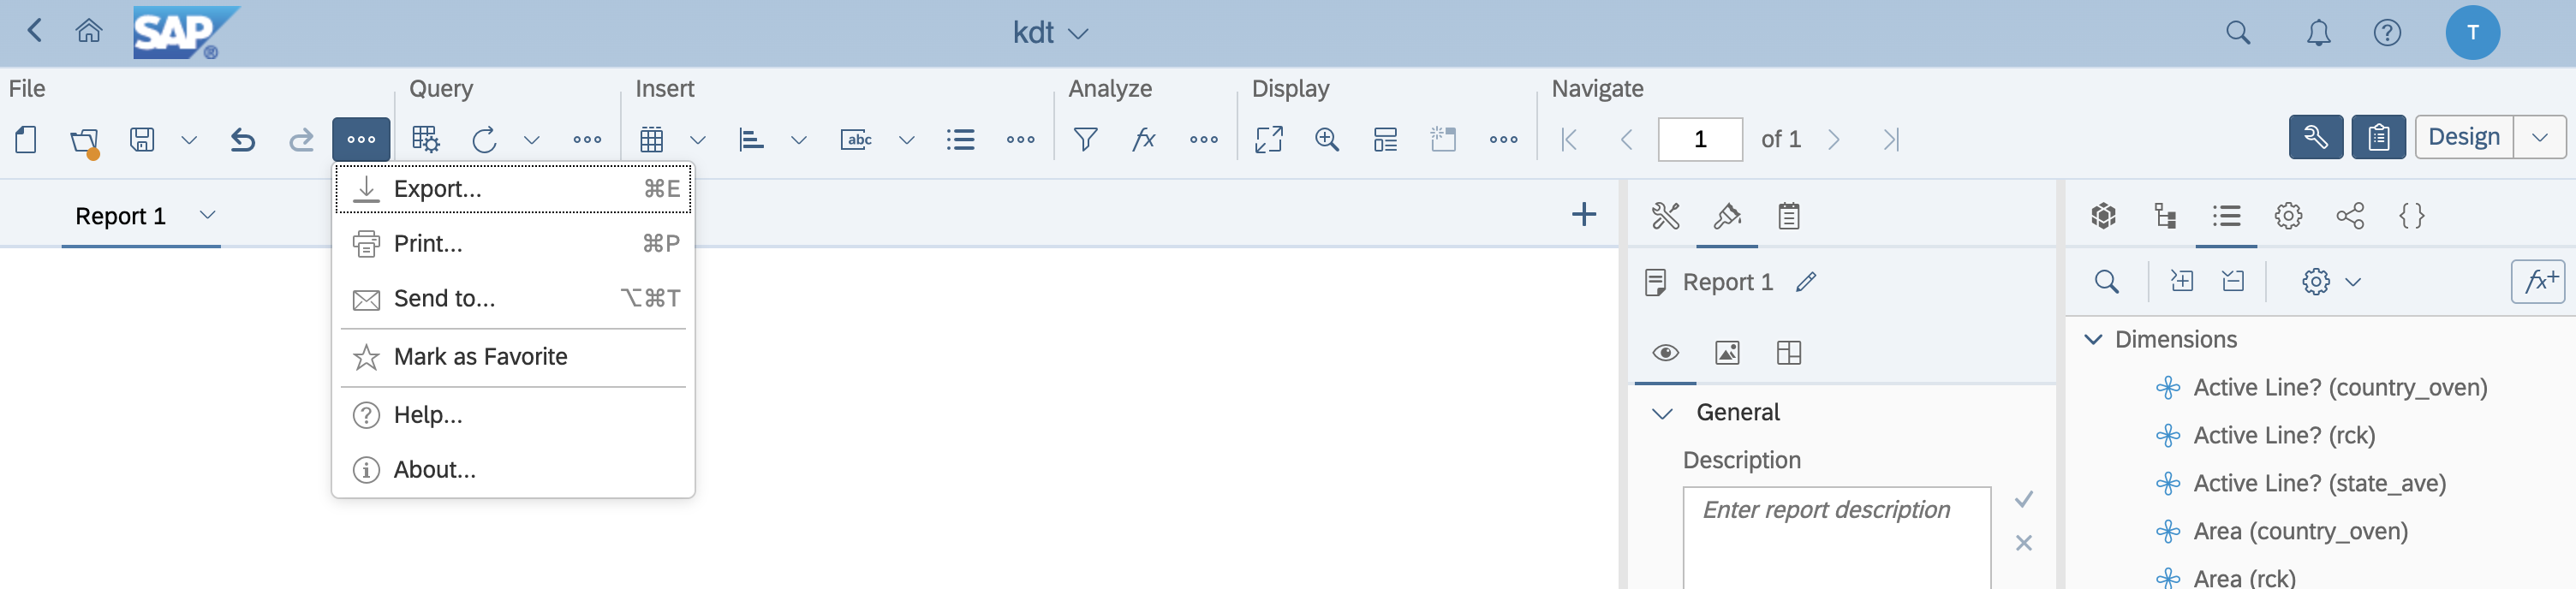 SAP
kdt
T
File
Query
Insert
Analyze
Display
Navigate
abc
fx
1
of 1
Design
Export...
⌘E
Print...
⌘P
Send to...
⌥⌘T
Mark as Favorite
Help...
About...
Report 1
Report 1
General
Description
Enter report description
fx+
Dimensions
Active Line? (country_oven)
Active Line? (rck)
Active Line? (state_ave)
Area (country_oven)
Area (rck)